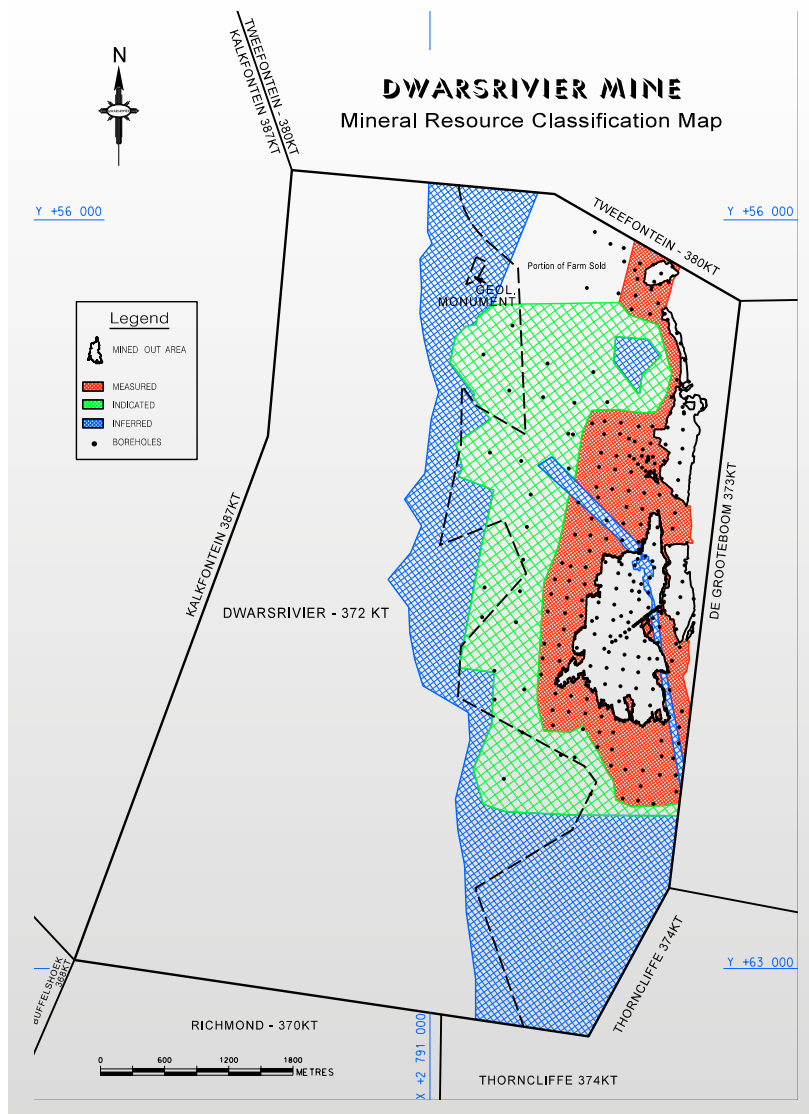 TWEEFONTEIN - 380KT
KALKFONTEIN 387KT
N
DWARSRIVIER
DWARSRIVIER MINE
Mineral Resource Classification Map
Y +56 000
Y +56 000
TWEEFONTEIN - 380KT
Portion of Farm Sold
GEOL.
MONUMENT
Legend
MINED OUT AREA
MEASURED
INDICATED
INFERRED
BOREHOLES
KALKFONTEIN 387KT
DE GROOTEBOOM 373KT
DWARSRIVIER - 372 KT
BUFFELSHOEK
368KT
THORNCLIFFE 374KT
Y +63 000
RICHMOND - 370KT
X +2 791 000
0 600 1200 1800
METRES
THORNCLIFFE 374KT